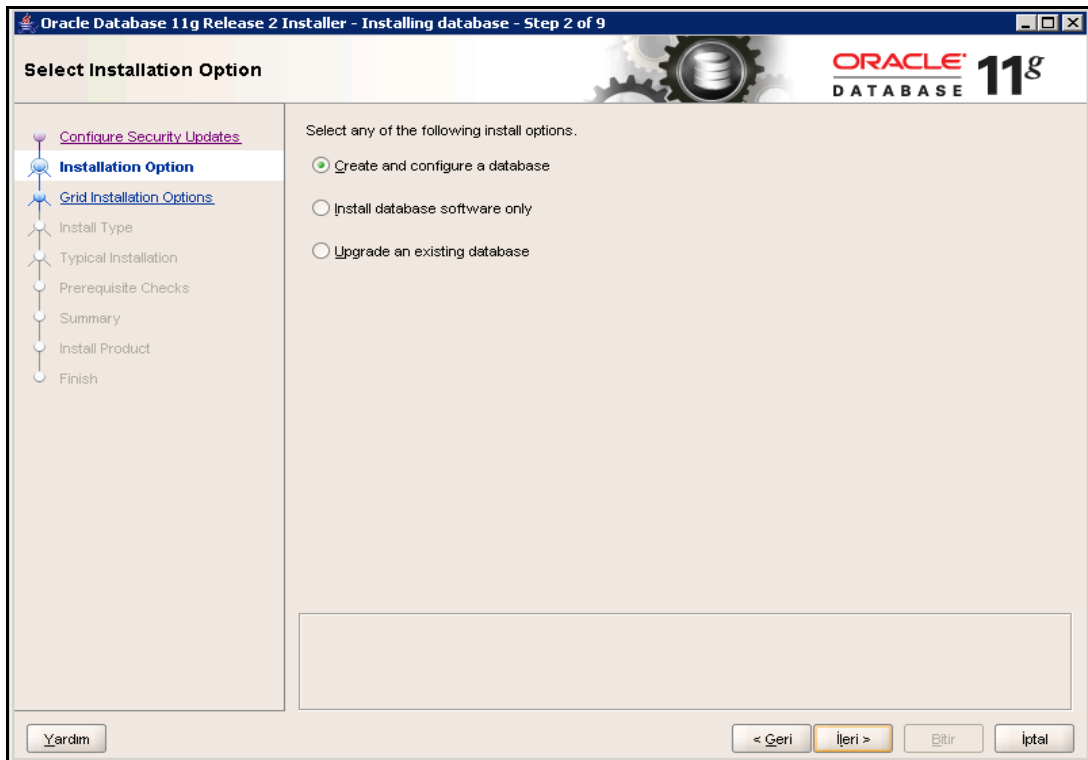 Oracle Database 11g Release 2 Installer - Installing database - Step 2 of 9
Select Installation Option
ORACLE
DATABASE
11g
Configure Security Updates
Installation Option
Grid Installation Options
Install Type
Typical Installation
Prerequisite Checks
Summary
Install Product
Finish
Select any of the following install options.
Create and configure a database
Install database software only
Upgrade an existing database
Yardım
< Geri
İleri >
Bitir
İptal